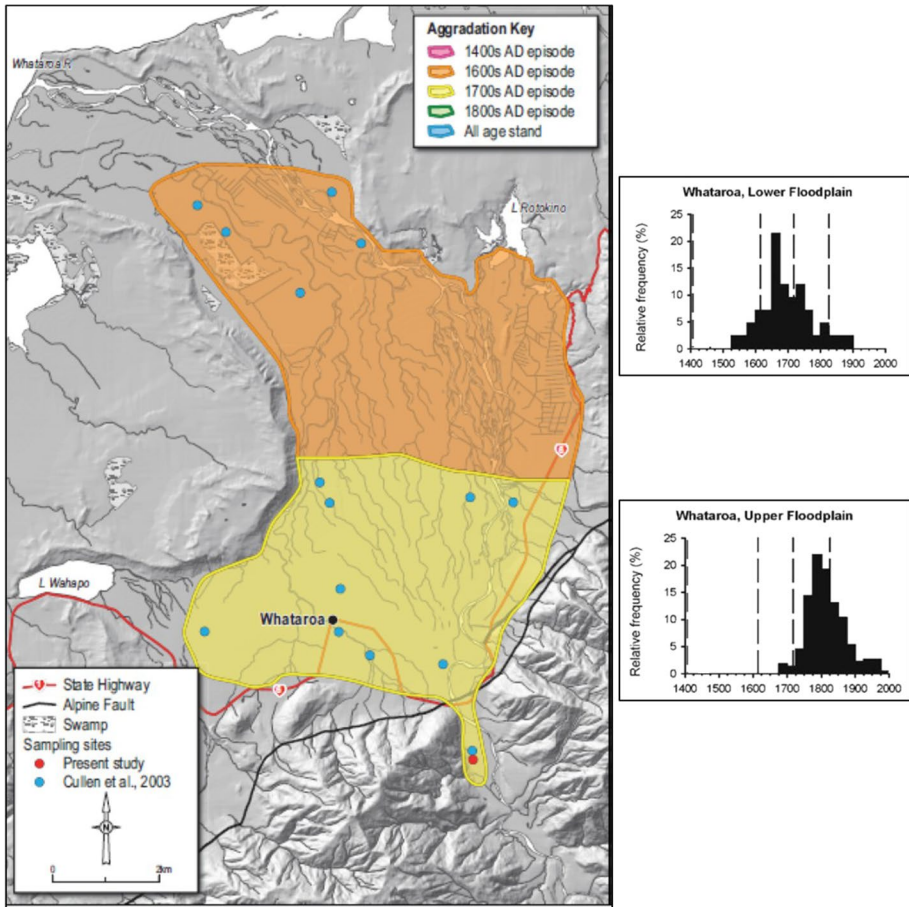 Aggradation Key
1400s AD episode
1600s AD episode
1700s AD episode
1800s AD episode
All age stand
Whataroa R
L Rotokino
6
L Wahapo
Whataroa
6
State Highway
Alpine Fault
Swamp
Sampling sites
Present study
Cullen et al., 2003
N
0 2km
Whataroa, Lower Floodplain
Relative frequency (%)
25
20
15
10
5
0
1400 1500 1600 1700 1800 1900 2000
Whataroa, Upper Floodplain
Relative frequency (%)
25
20
15
10
5
0
1400 1500 1600 1700 1800 1900 2000